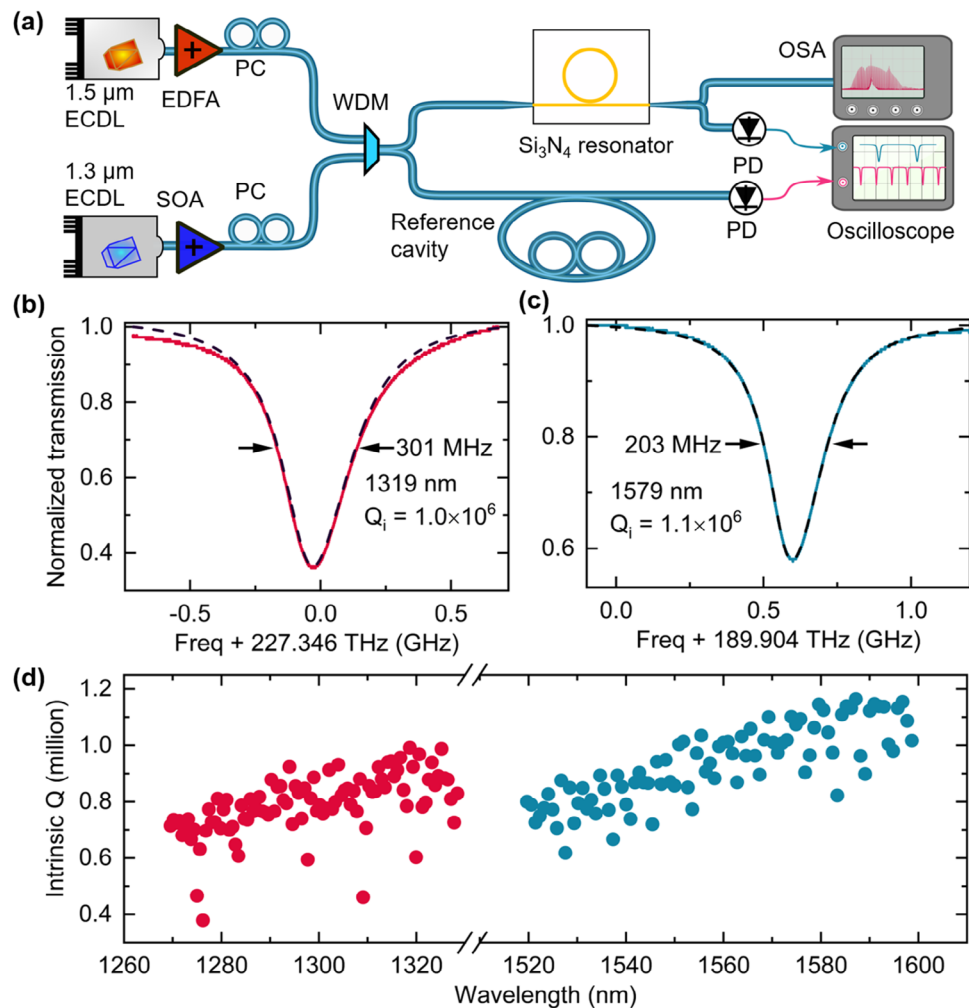 (a)
1.5 µm
ECDL
EDFA
PC
WDM
Si₃N₄ resonator
OSA
PD
1.3 µm
ECDL
SOA
PC
Reference
cavity
PD
Oscilloscope
(b)
Normalized transmission
1.0
0.8
0.6
0.4
301 MHz
1319 nm
Qᵢ = 1.0×10⁶
-0.5
0.0
0.5
Freq + 227.346 THz (GHz)
(c)
1.0
0.8
0.6
203 MHz
1579 nm
Qᵢ = 1.1×10⁶
0.0
0.5
1.0
Freq + 189.904 THz (GHz)
(d)
Intrinsic Q (million)
1.2
1.0
0.8
0.6
0.4
1260
1280
1300
1320
1520
1540
1560
1580
1600
Wavelength (nm)